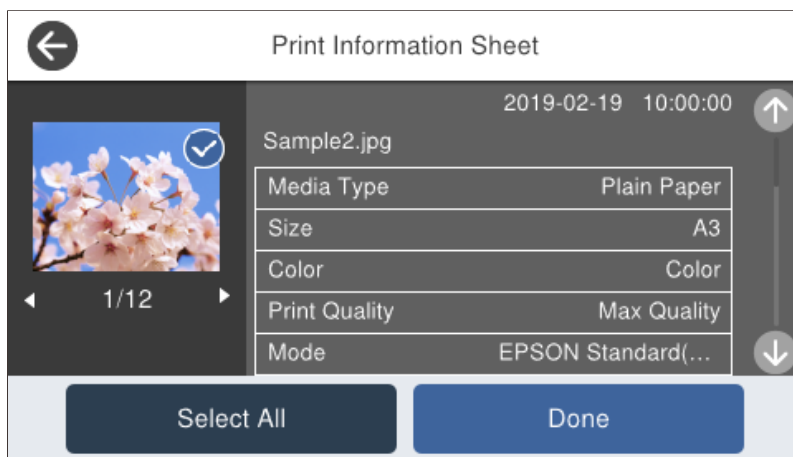 Print Information Sheet
2019-02-19 10:00:00
Sample2.jpg
Media Type Plain Paper
Size A3
Color Color
1/12
Print Quality Max Quality
Mode EPSON Standard(...
Select All Done